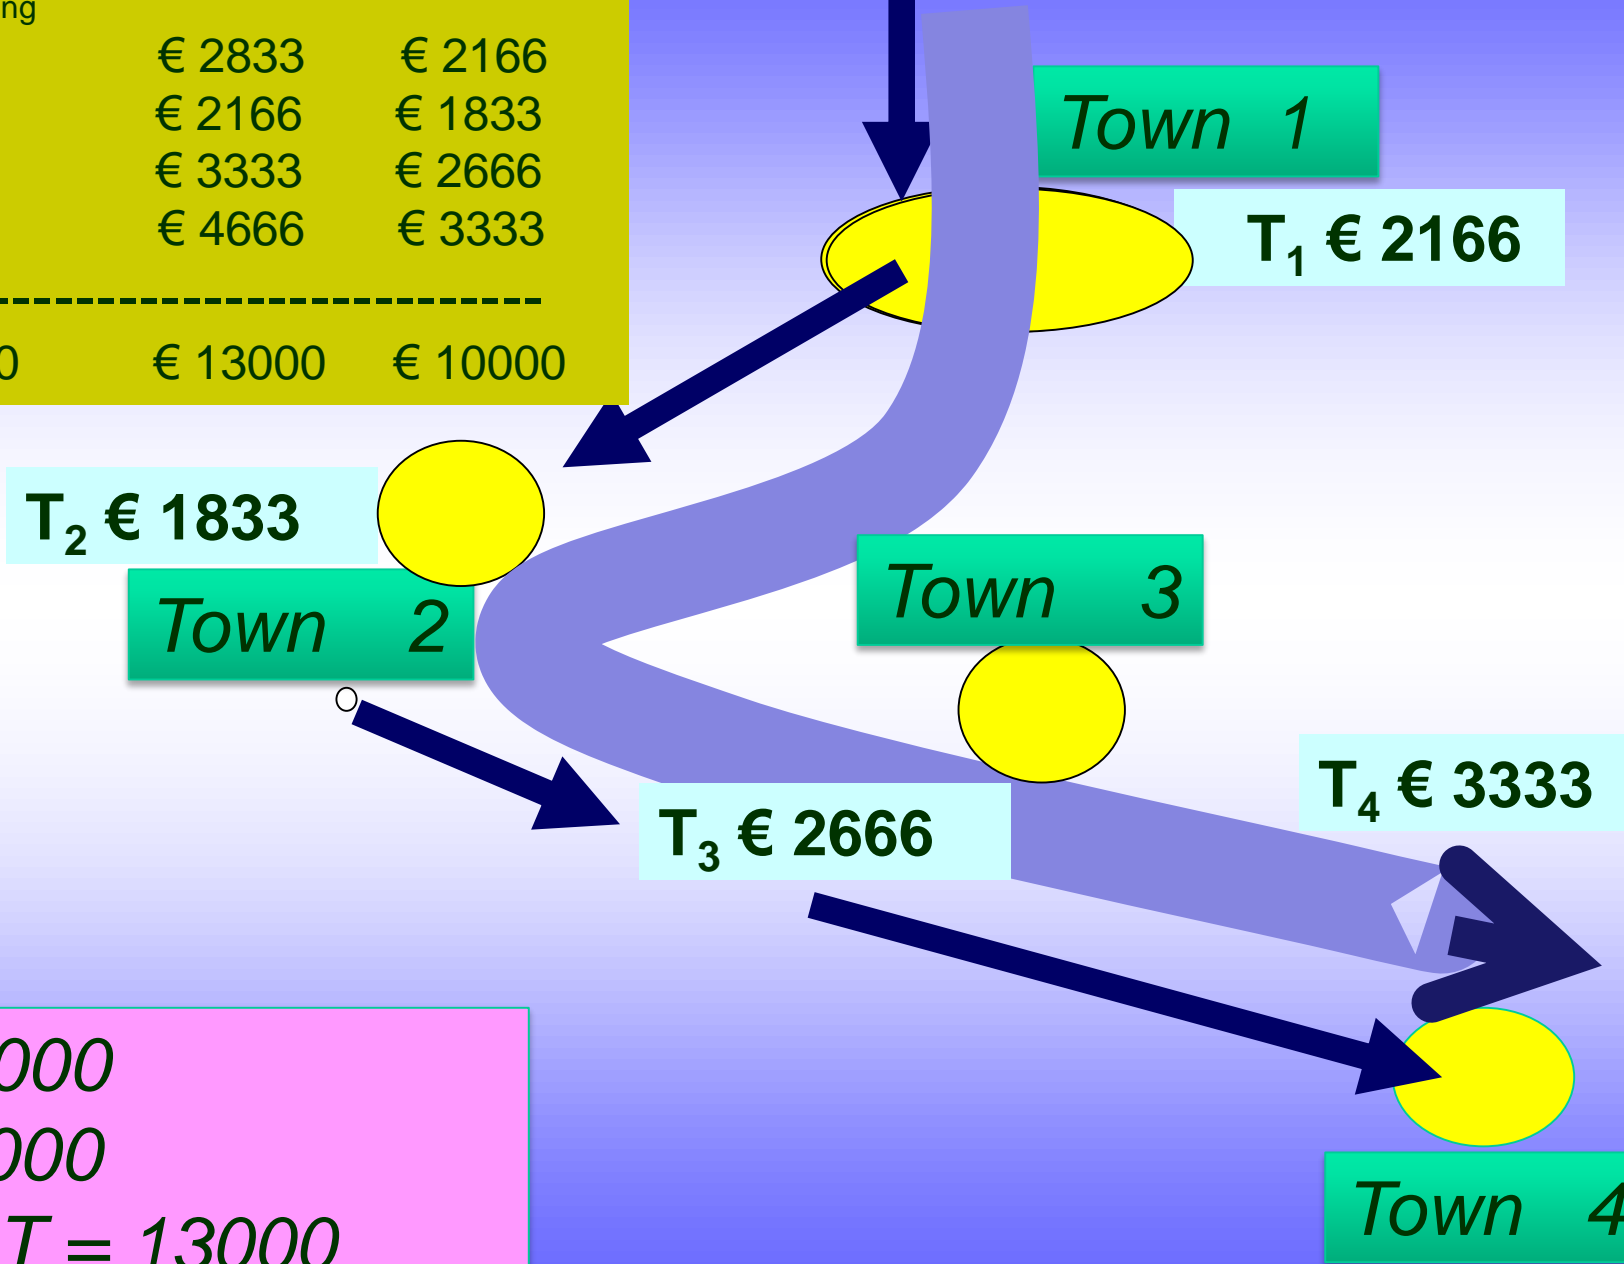 ng
€ 2833 € 2166
€ 2166 € 1833
€ 3333 € 2666
€ 4666 € 3333
--------------------------
0 € 13000 € 10000
Town 1
T₁ € 2166
T₂ € 1833
Town 2
Town 3
T₃ € 2666
T₄ € 3333
000
000
T = 13000
Town 4